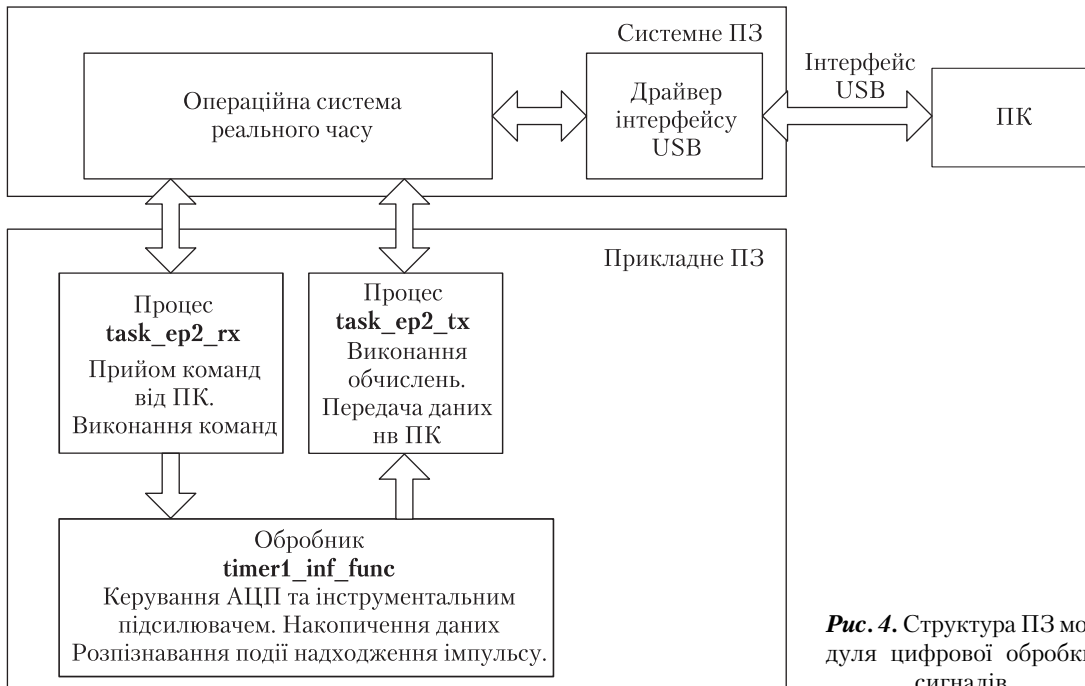 Системне ПЗ
Операційна система
реального часу
Драйвер
інтерфейсу
USB
Інтерфейс
USB
ПК
Прикладне ПЗ
Процес
task_ep2_rx
Прийом команд
від ПК.
Виконання команд
Процес
task_ep2_tx
Виконання
обчислень.
Передача даних
нв ПК
Обробник
timer1_inf_func
Керування АЦП та інструментальним
підсилювачем. Накопичення даних
Розпізнавання події надходження імпульсу.
Рис. 4. Структура ПЗ мо-
дуля цифрової обробки
сигналів